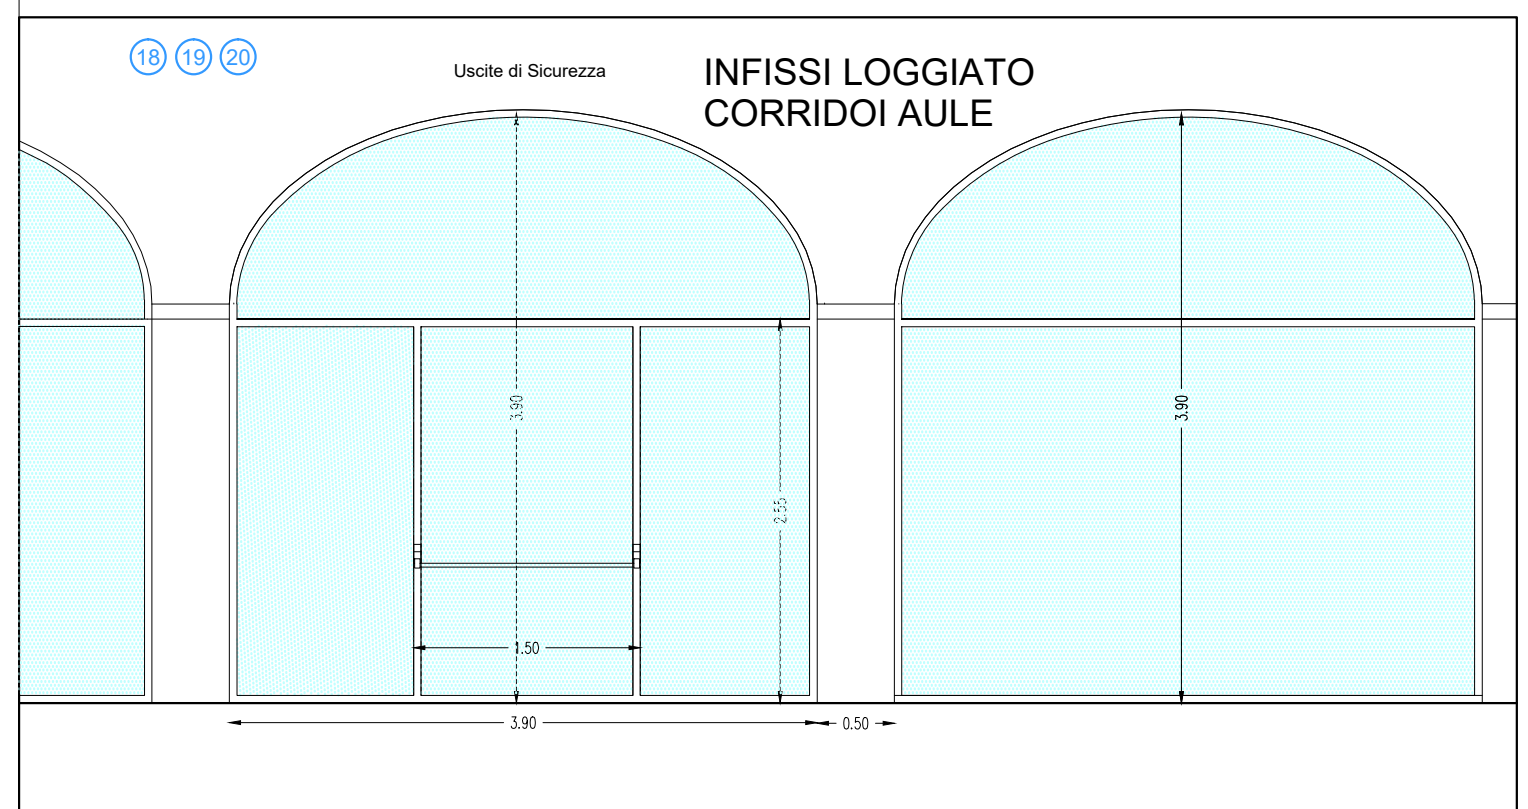 18 19 20
Uscite di Sicurezza
INFISSI LOGGIATO
CORRIDOI AULE
3.90
3.90
2.55
1.50
3.90
0.50